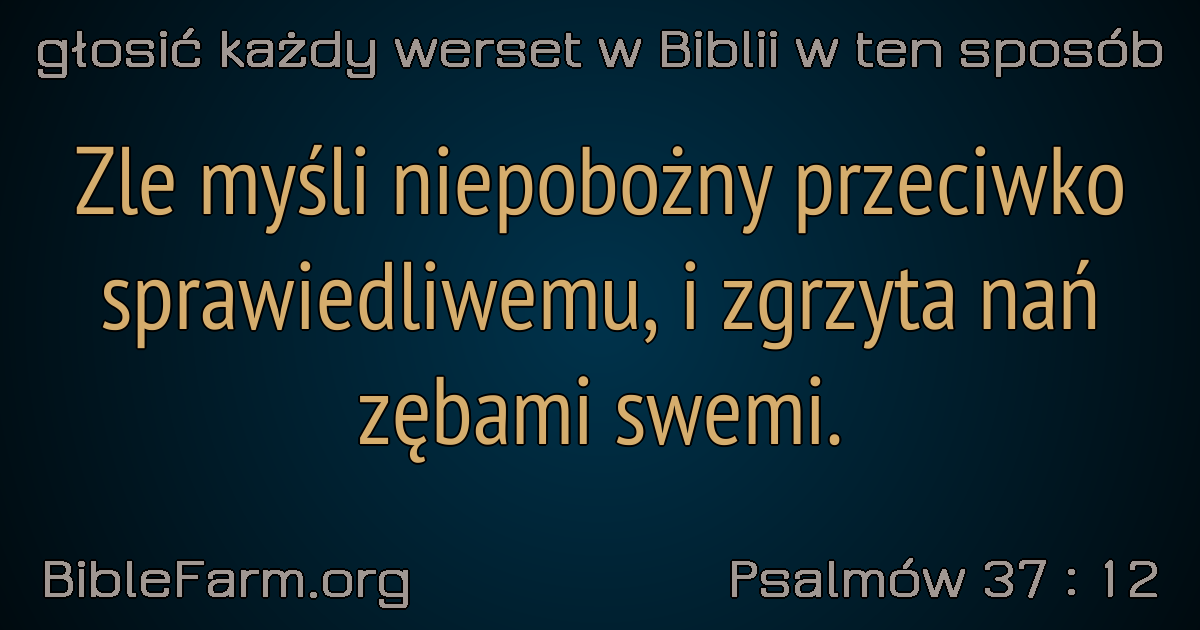 głosić każdy werset w Biblii w ten sposób
Zle myśli niepobożny przeciwko
sprawiedliwemu, i zgrzyta nań
zębami swemi.
BibleFarm.org
Psalmów 37 : 12